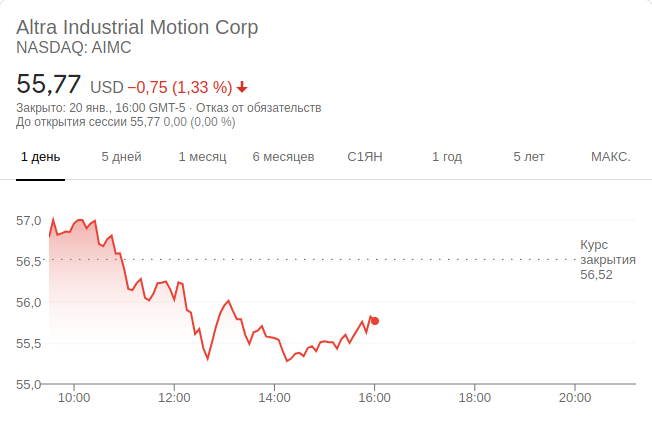 Altra Industrial Motion Corp
NASDAQ: AIMC
55,77 USD −0,75 (1,33 %)
Закрыто: 20 янв., 16:00 GMT-5 · Отказ от обязательств
До открытия сессии 55,77 0,00 (0,00 %)
1 день 5 дней 1 месяц 6 месяцев С1ЯН 1 год 5 лет МАКС.
57,0
Курс
56,5 закрытия
56,52
56,0
55,5
55,0
10:00 12:00 14:00 16:00 18:00 20:00